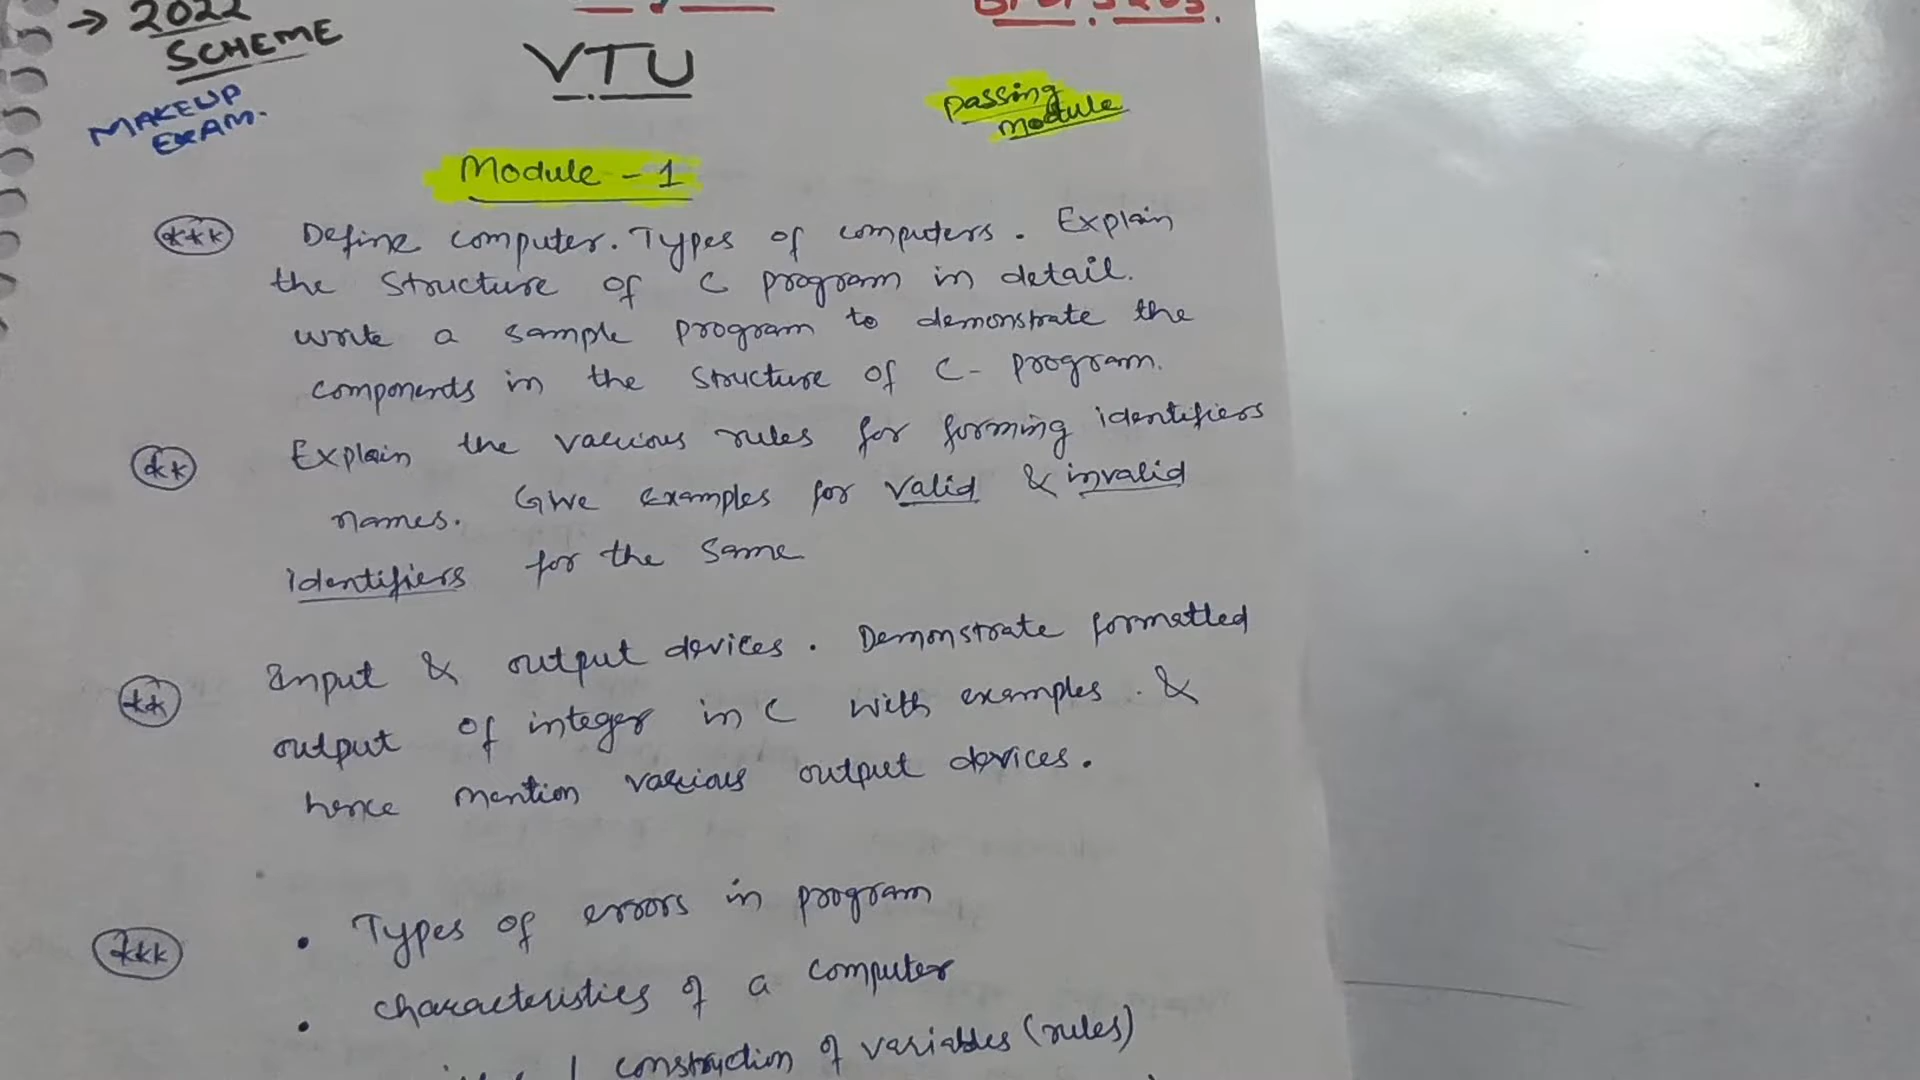 → 2022
SCHEME
MAKEUP
EXAM.
VTU
passing
module
Module - 1
*** Define computer. Types of computers. Explain
the structure of C program in detail.
write a sample program to demonstrate the
components in the structure of C- program.
** Explain the various rules for forming identifiers
names. Give examples for valid & invalid
identifiers for the same
** Input & output devices. Demonstrate formatted
output of integer in C with examples. &
hence mention various output devices.
*** • Types of errors in program
• characteristics of a computer
construction of variables (rules)